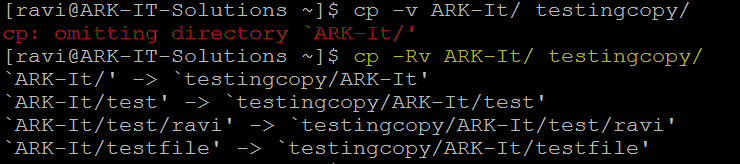 [ravi@ARK-IT-Solutions ~]$ cp -v ARK-It/ testingcopy/
cp: omitting directory `ARK-It/'
[ravi@ARK-IT-Solutions ~]$ cp -Rv ARK-It/ testingcopy/
`ARK-It/' -> `testingcopy/ARK-It'
`ARK-It/test' -> `testingcopy/ARK-It/test'
`ARK-It/test/ravi' -> `testingcopy/ARK-It/test/ravi'
`ARK-It/testfile' -> `testingcopy/ARK-It/testfile'